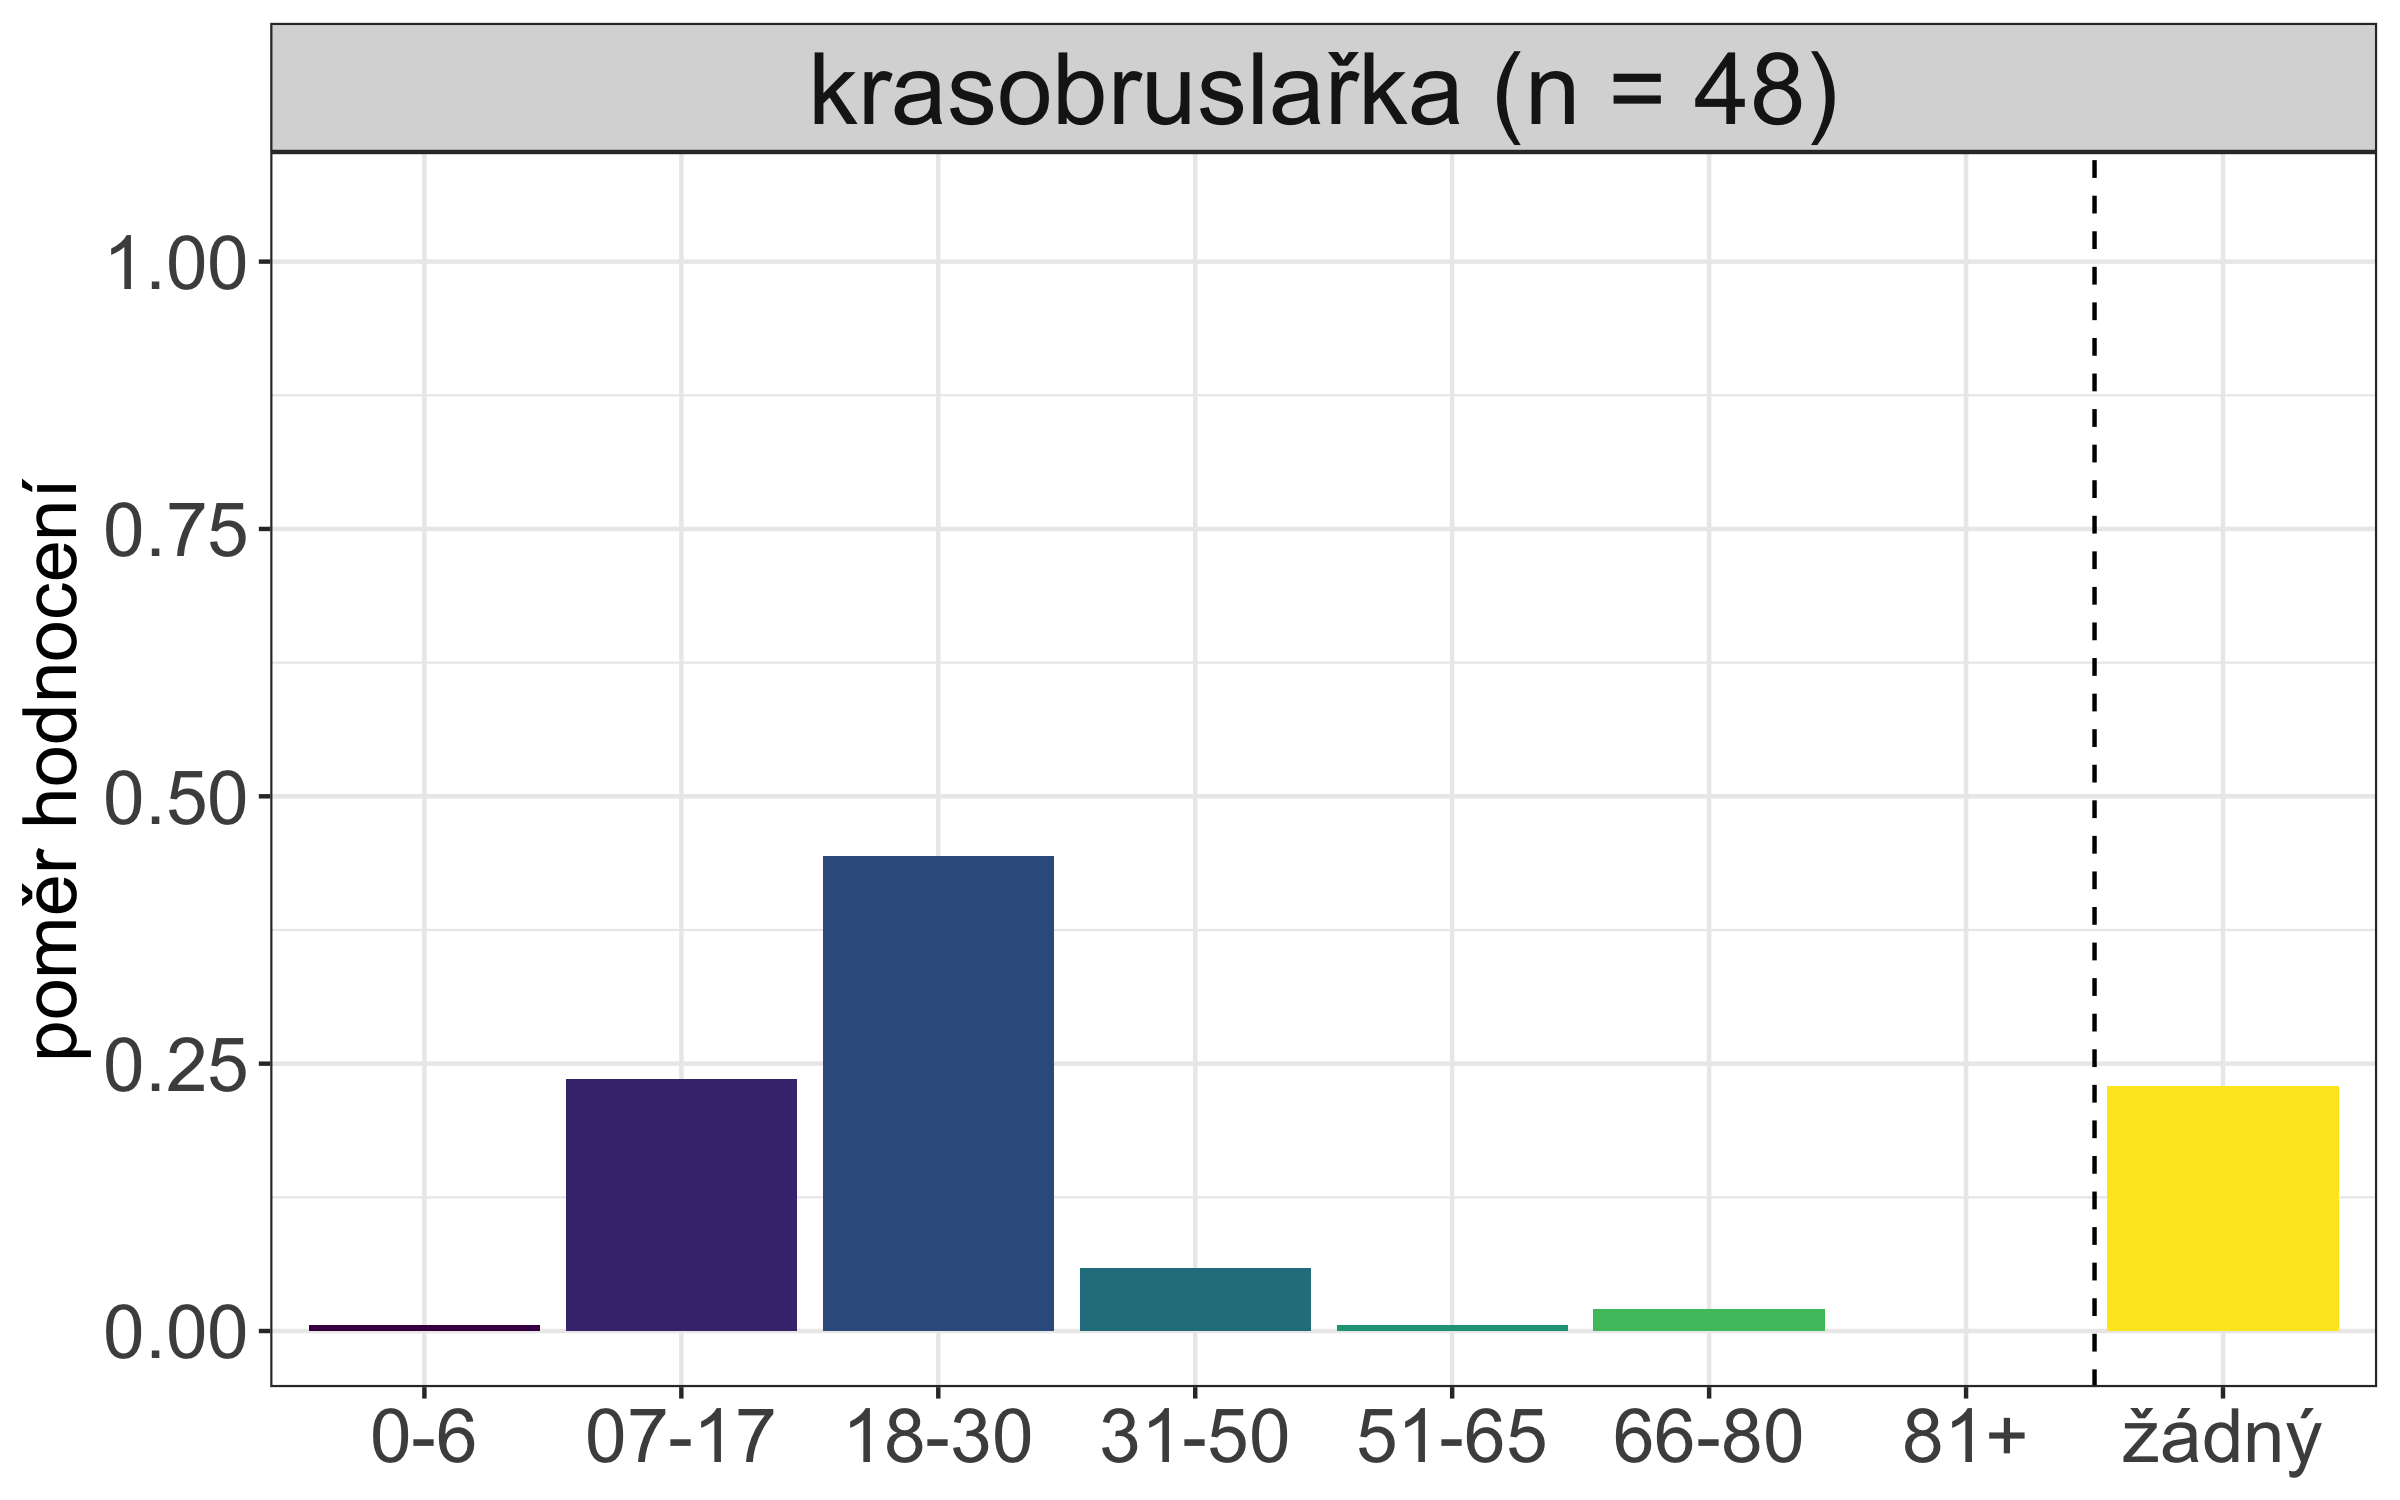 krasobruslařka (n = 48)
poměr hodnocení
1.00
0.75
0.50
0.25
0.00
0-6 07-17 18-30 31-50 51-65 66-80 81+ žádný